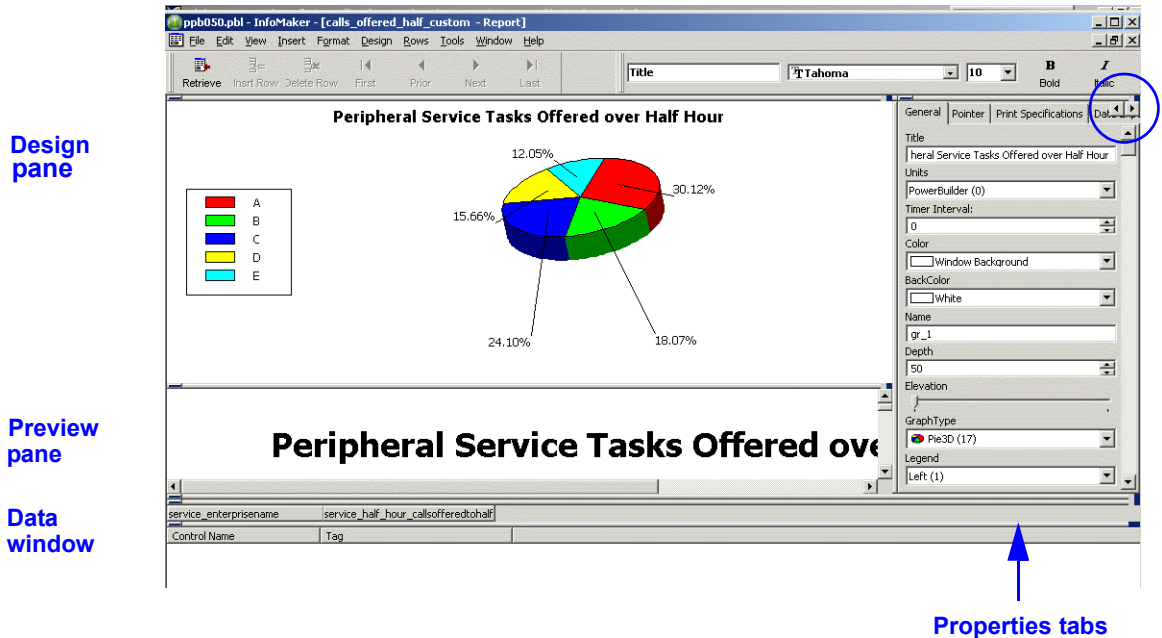 ppb050.pbl - InfoMaker - [calls_offered_half_custom - Report]
File Edit View Insert Format Design Rows Tools Window Help
Retrieve Insrt Row Delete Row First Prior Next Last
Title
Tahoma
10
B
Bold
I
Italic
Design
pane
Peripheral Service Tasks Offered over Half Hour
A
B
C
D
E
12.05%
30.12%
15.66%
24.10%
18.07%
General Pointer Print Specifications
Title
heral Service Tasks Offered over Half Hour
Units
PowerBuilder (0)
Timer Interval:
0
Color
Window Background
BackColor
White
Name
gr_1
Depth
50
Elevation
GraphType
Pie3D (17)
Legend
Left (1)
Preview
pane
Peripheral Service Tasks Offered ove
Data
window
service_enterprisename service_half_hour_callsofferedtohalf
Control Name Tag
Properties tabs